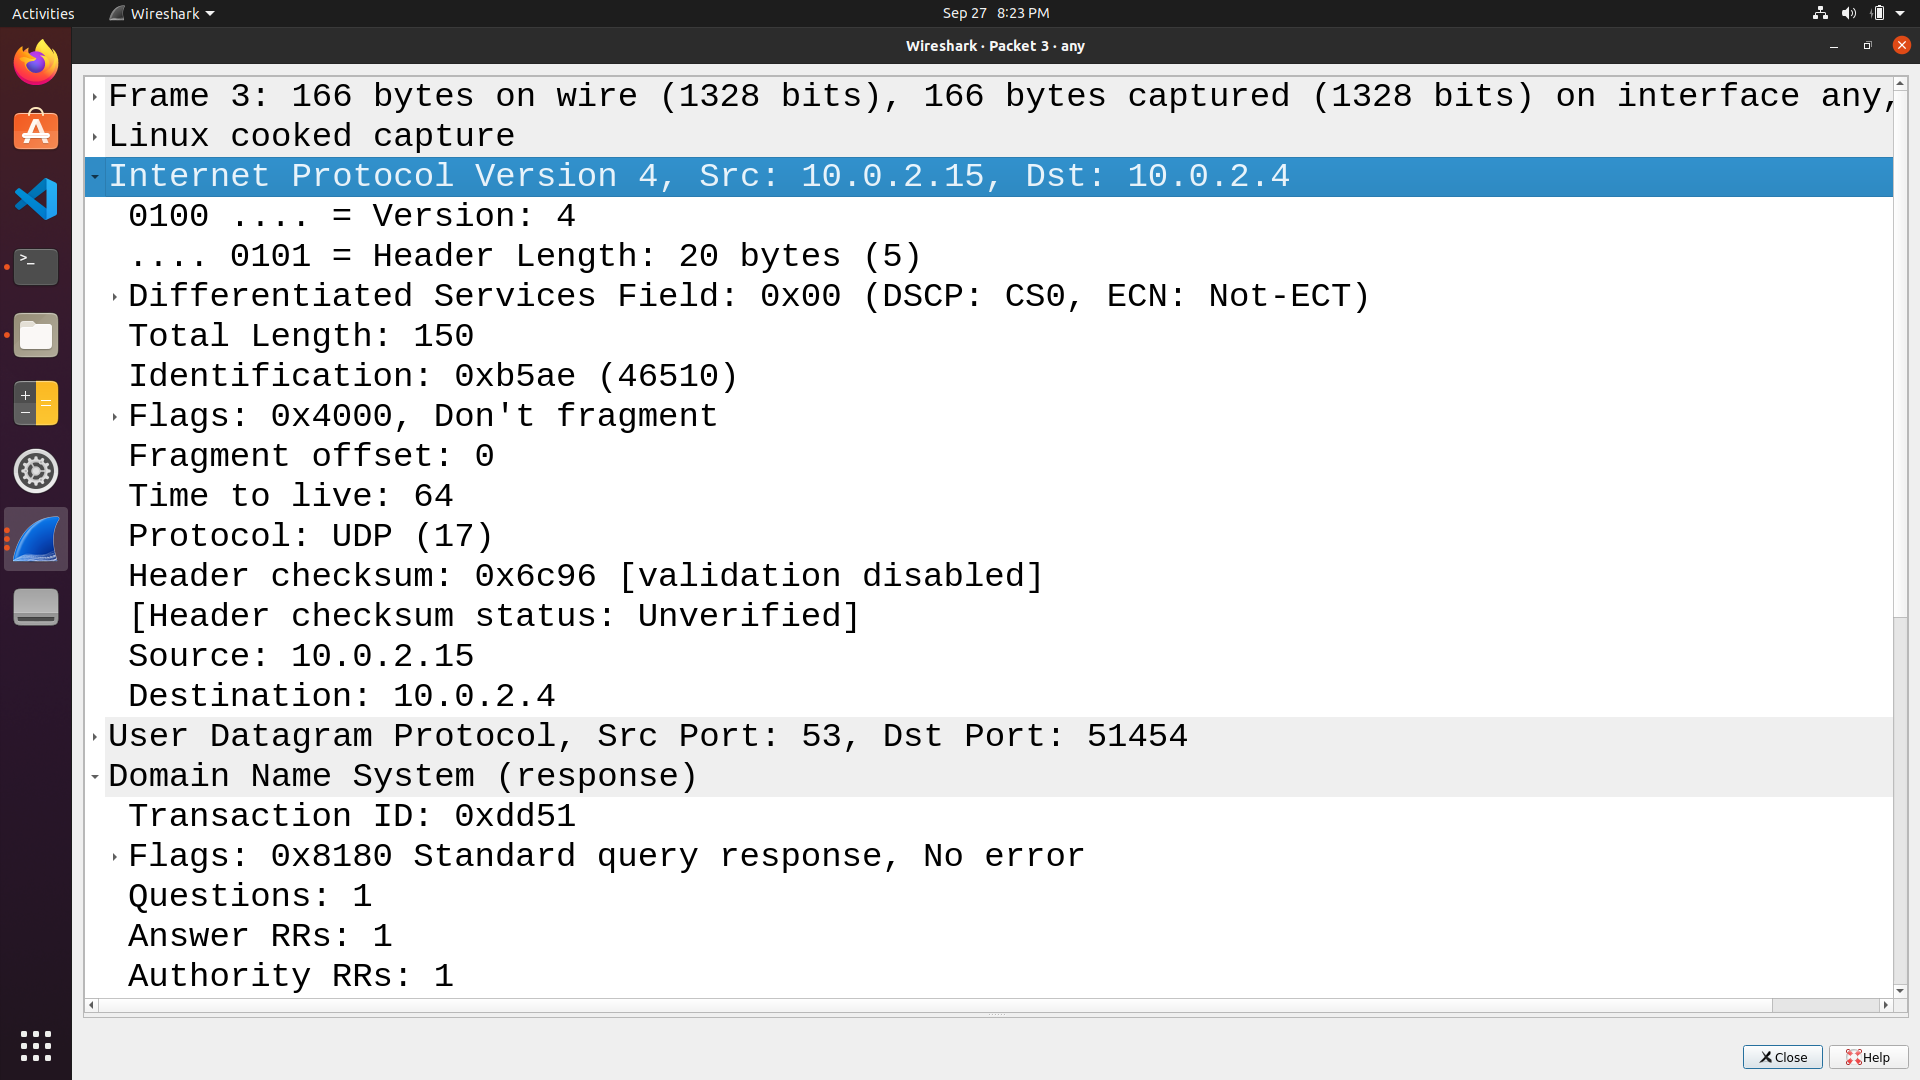 Activities
Wireshark
Sep 27 8:23 PM
Wireshark · Packet 3 · any
Frame 3: 166 bytes on wire (1328 bits), 166 bytes captured (1328 bits) on interface any,
Linux cooked capture
Internet Protocol Version 4, Src: 10.0.2.15, Dst: 10.0.2.4
0100 .... = Version: 4
.... 0101 = Header Length: 20 bytes (5)
Differentiated Services Field: 0x00 (DSCP: CS0, ECN: Not-ECT)
Total Length: 150
Identification: 0xb5ae (46510)
Flags: 0x4000, Don't fragment
Fragment offset: 0
Time to live: 64
Protocol: UDP (17)
Header checksum: 0x6c96 [validation disabled]
[Header checksum status: Unverified]
Source: 10.0.2.15
Destination: 10.0.2.4
User Datagram Protocol, Src Port: 53, Dst Port: 51454
Domain Name System (response)
Transaction ID: 0xdd51
Flags: 0x8180 Standard query response, No error
Questions: 1
Answer RRs: 1
Authority RRs: 1
Close
Help